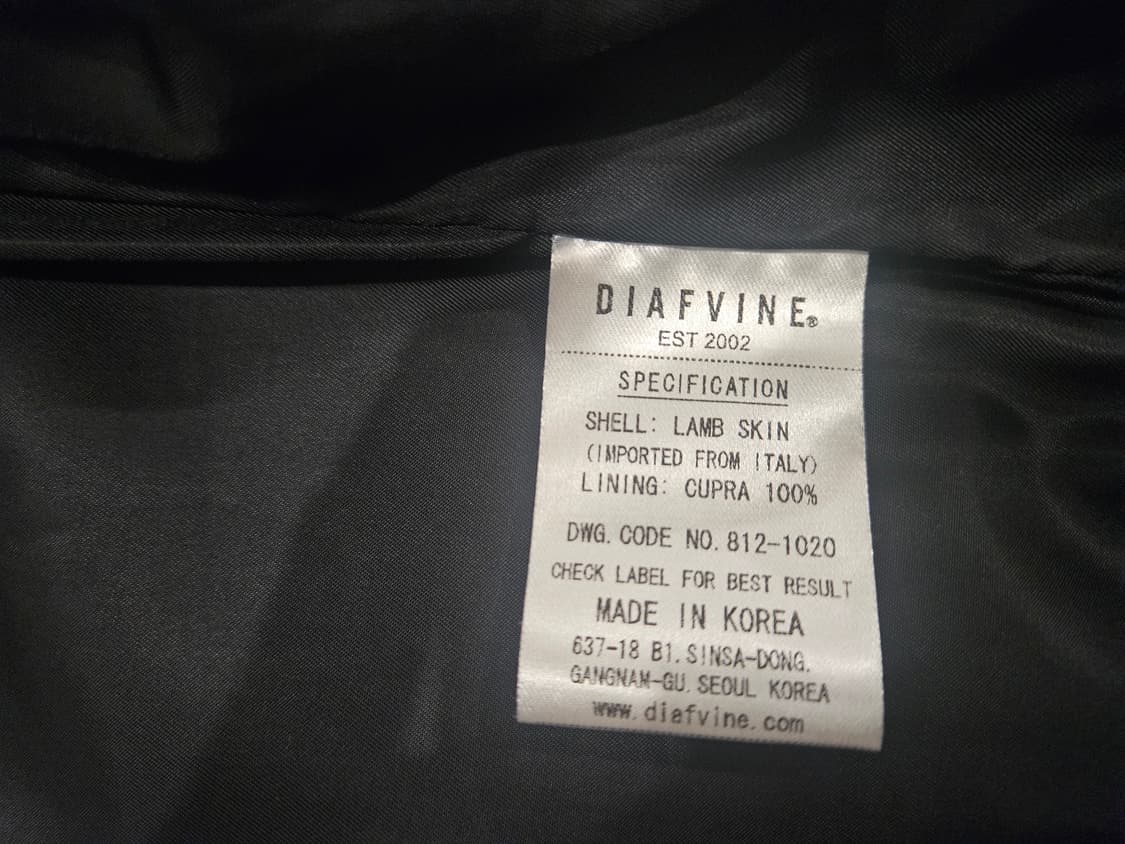 DIAFVINE®
EST 2002
SPECIFICATION
SHELL: LAMB SKIN
(IMPORTED FROM ITALY)
LINING: CUPRA 100%
DWG. CODE NO. 812-1020
CHECK LABEL FOR BEST RESULT
MADE IN KOREA
637-18 B1. SINSA-DONG.
GANGNAM-GU. SEOUL KOREA
www.diafvine.com